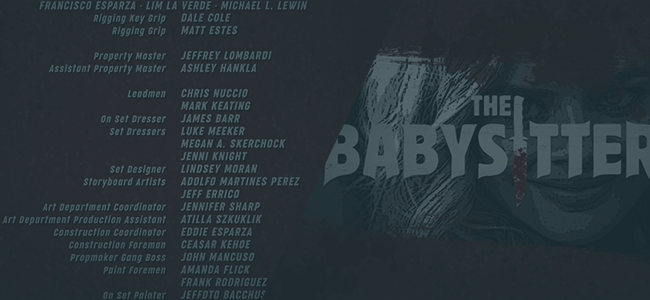 FRANCISCO ESPARZA · LIM LA VERDE · MICHAEL L. LEWIN
Rigging Key Grip DALE COLE
Rigging Grip MATT ESTES
Property Master JEFFREY LOMBARDI
Assistant Property Master ASHLEY HANKLA
Leadmen CHRIS NUCCIO
MARK KEATING
On Set Dresser JAMES BARR
Set Dressers LUKE MEEKER
MEGAN A. SKERCHOCK
JENNI KNIGHT
Set Designer LINDSEY MORAN
Storyboard Artists ADOLFO MARTINES PEREZ
JEFF ERRICO
Art Department Coordinator JENNIFER SHARP
Art Department Production Assistant ATILLA SZKUKLIK
Construction Coordinator EDDIE ESPARZA
Construction Foreman CEASAR KEHOE
Propmaker Gang Boss JOHN MANCUSO
Paint Foremen AMANDA FLICK
FRANK RODRIGUEZ
On Set Painter JEFFOTO BACCHUS
THE
BABYSITTER